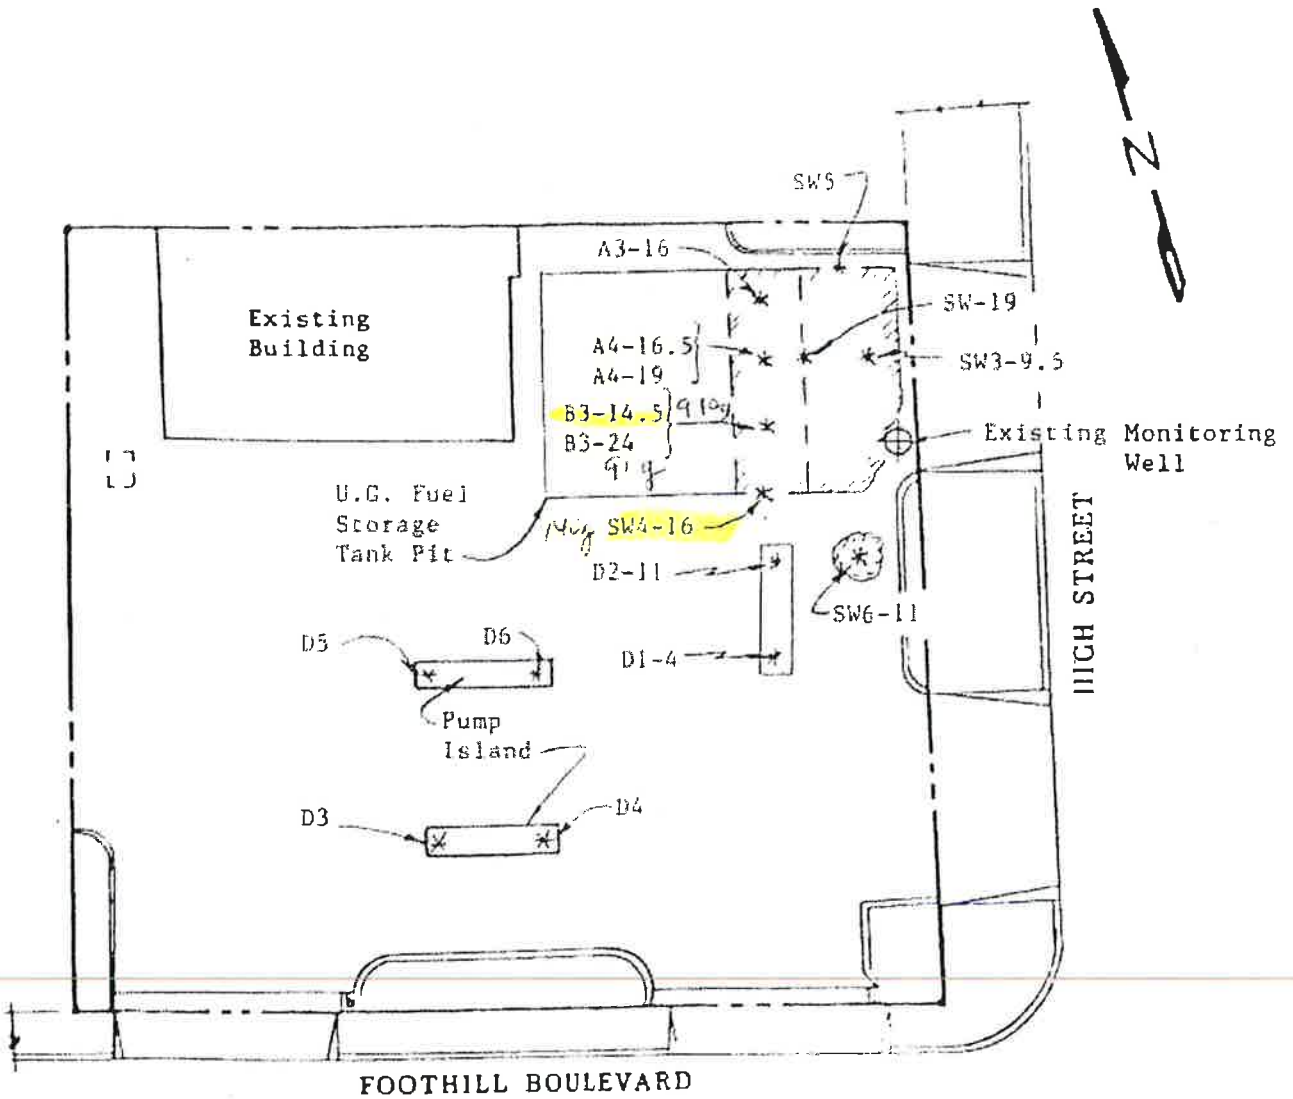 N
SW5
A3-16
SW-19
Existing
Building
A4-16.5
A4-19
SW3-9.5
B3-14.5
B3-24
Existing Monitoring
Well
U.G. Fuel
Storage
Tank Pit
SW4-16
D2-11
SW6-11
HIGH STREET
D5
D6
D1-4
Pump
Island
D3
D4
FOOTHILL BOULEVARD